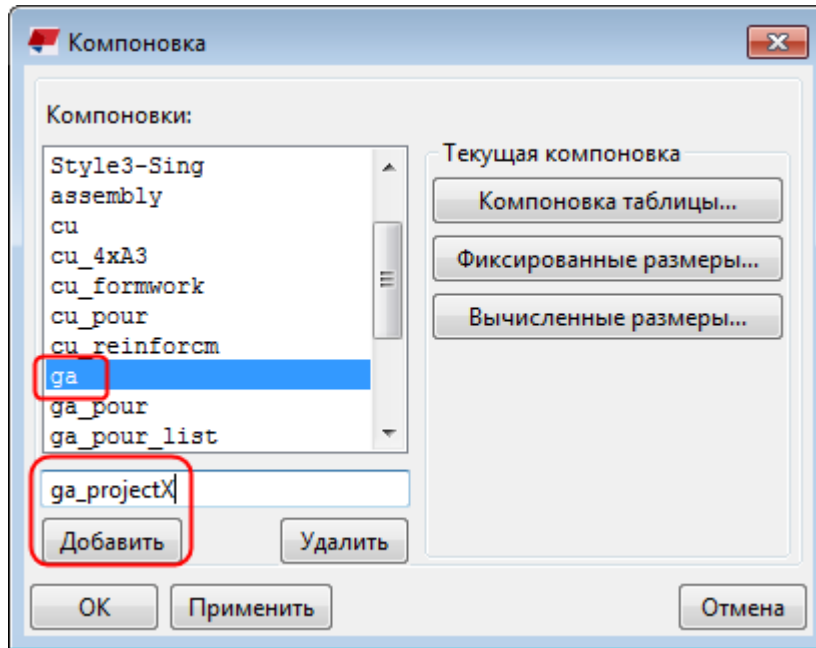 Компоновка
Компоновки:
Style3-Sing
assembly
cu
cu_4xA3
cu_formwork
cu_pour
cu_reinforcm
ga
ga_pour
ga_pour_list
ga_projectX
Добавить
Удалить
Текущая компоновка
Компоновка таблицы...
Фиксированные размеры...
Вычисленные размеры...
ОК
Применить
Отмена